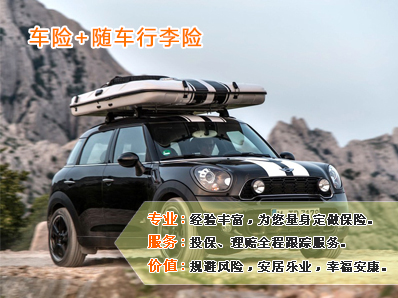 车险+随车行李险
专业:经验丰富,为您量身定做保险。
服务:投保、理赔全程跟踪服务。
价值:规避风险,安居乐业,幸福安康。